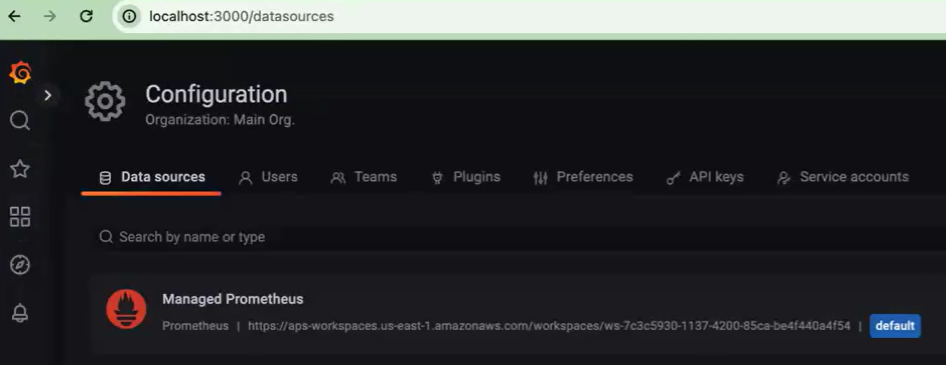 localhost:3000/datasources
Configuration
Organization: Main Org.
Data sources Users Teams Plugins Preferences API keys Service accounts
Search by name or type
Managed Prometheus
Prometheus | https://aps-workspaces.us-east-1.amazonaws.com/workspaces/ws-7c3c5930-1137-4200-85ca-be4f440a4f54 | default